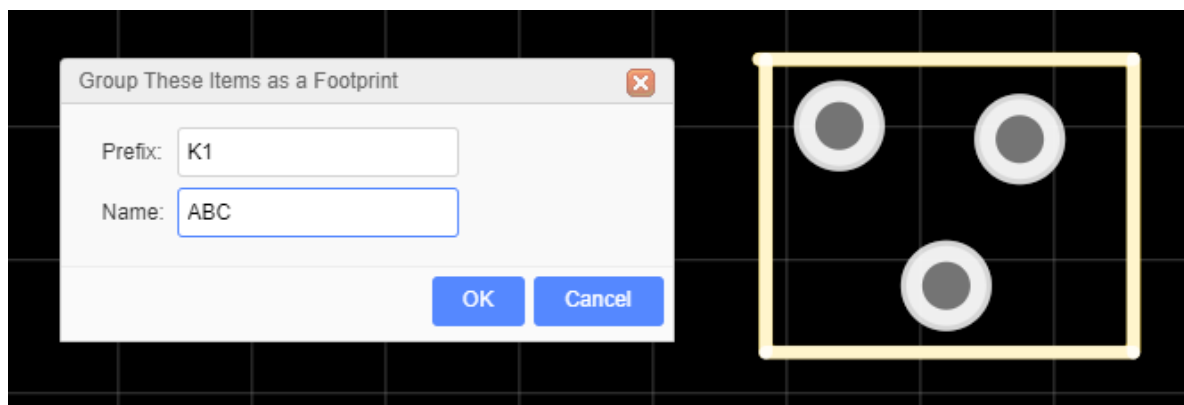 Group These Items as a Footprint
Prefix: K1
Name: ABC
OK Cancel